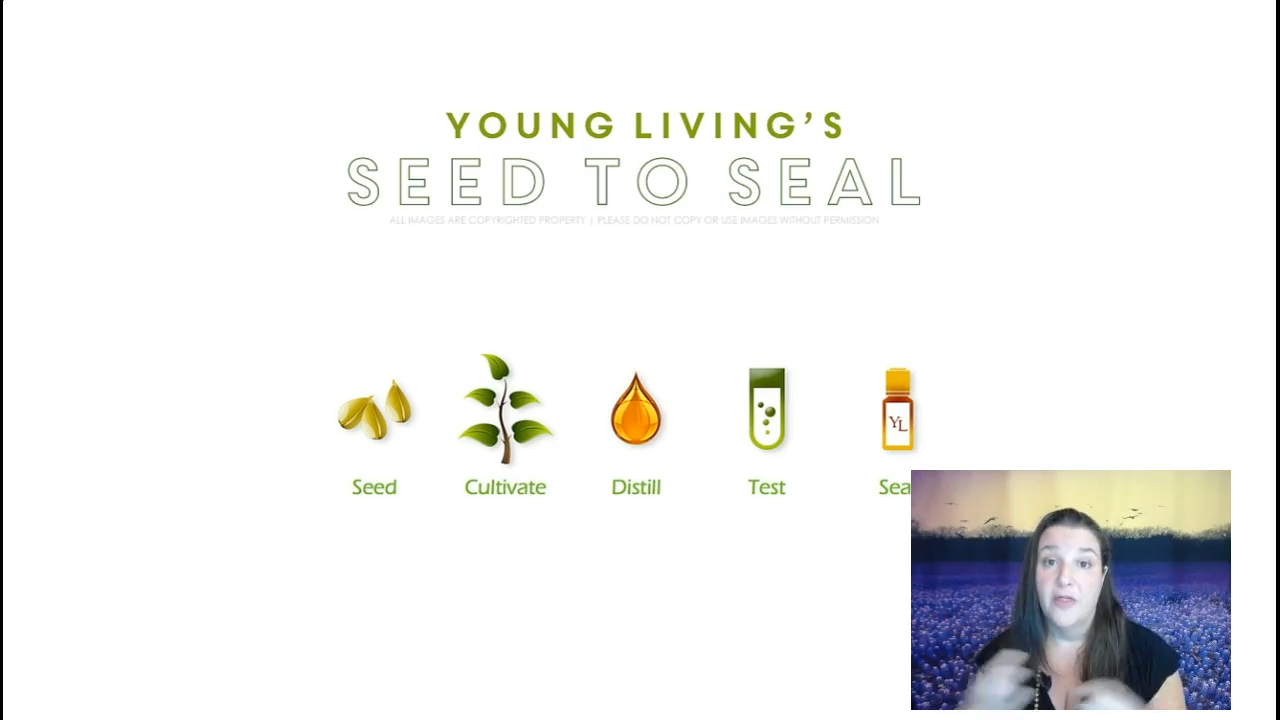 YOUNG LIVING'S
SEED TO SEAL
ALL IMAGES ARE COPYRIGHTED PROPERTY | PLEASE DO NOT COPY OR USE IMAGES WITHOUT PERMISSION
YL
Seed Cultivate Distill Test Sea